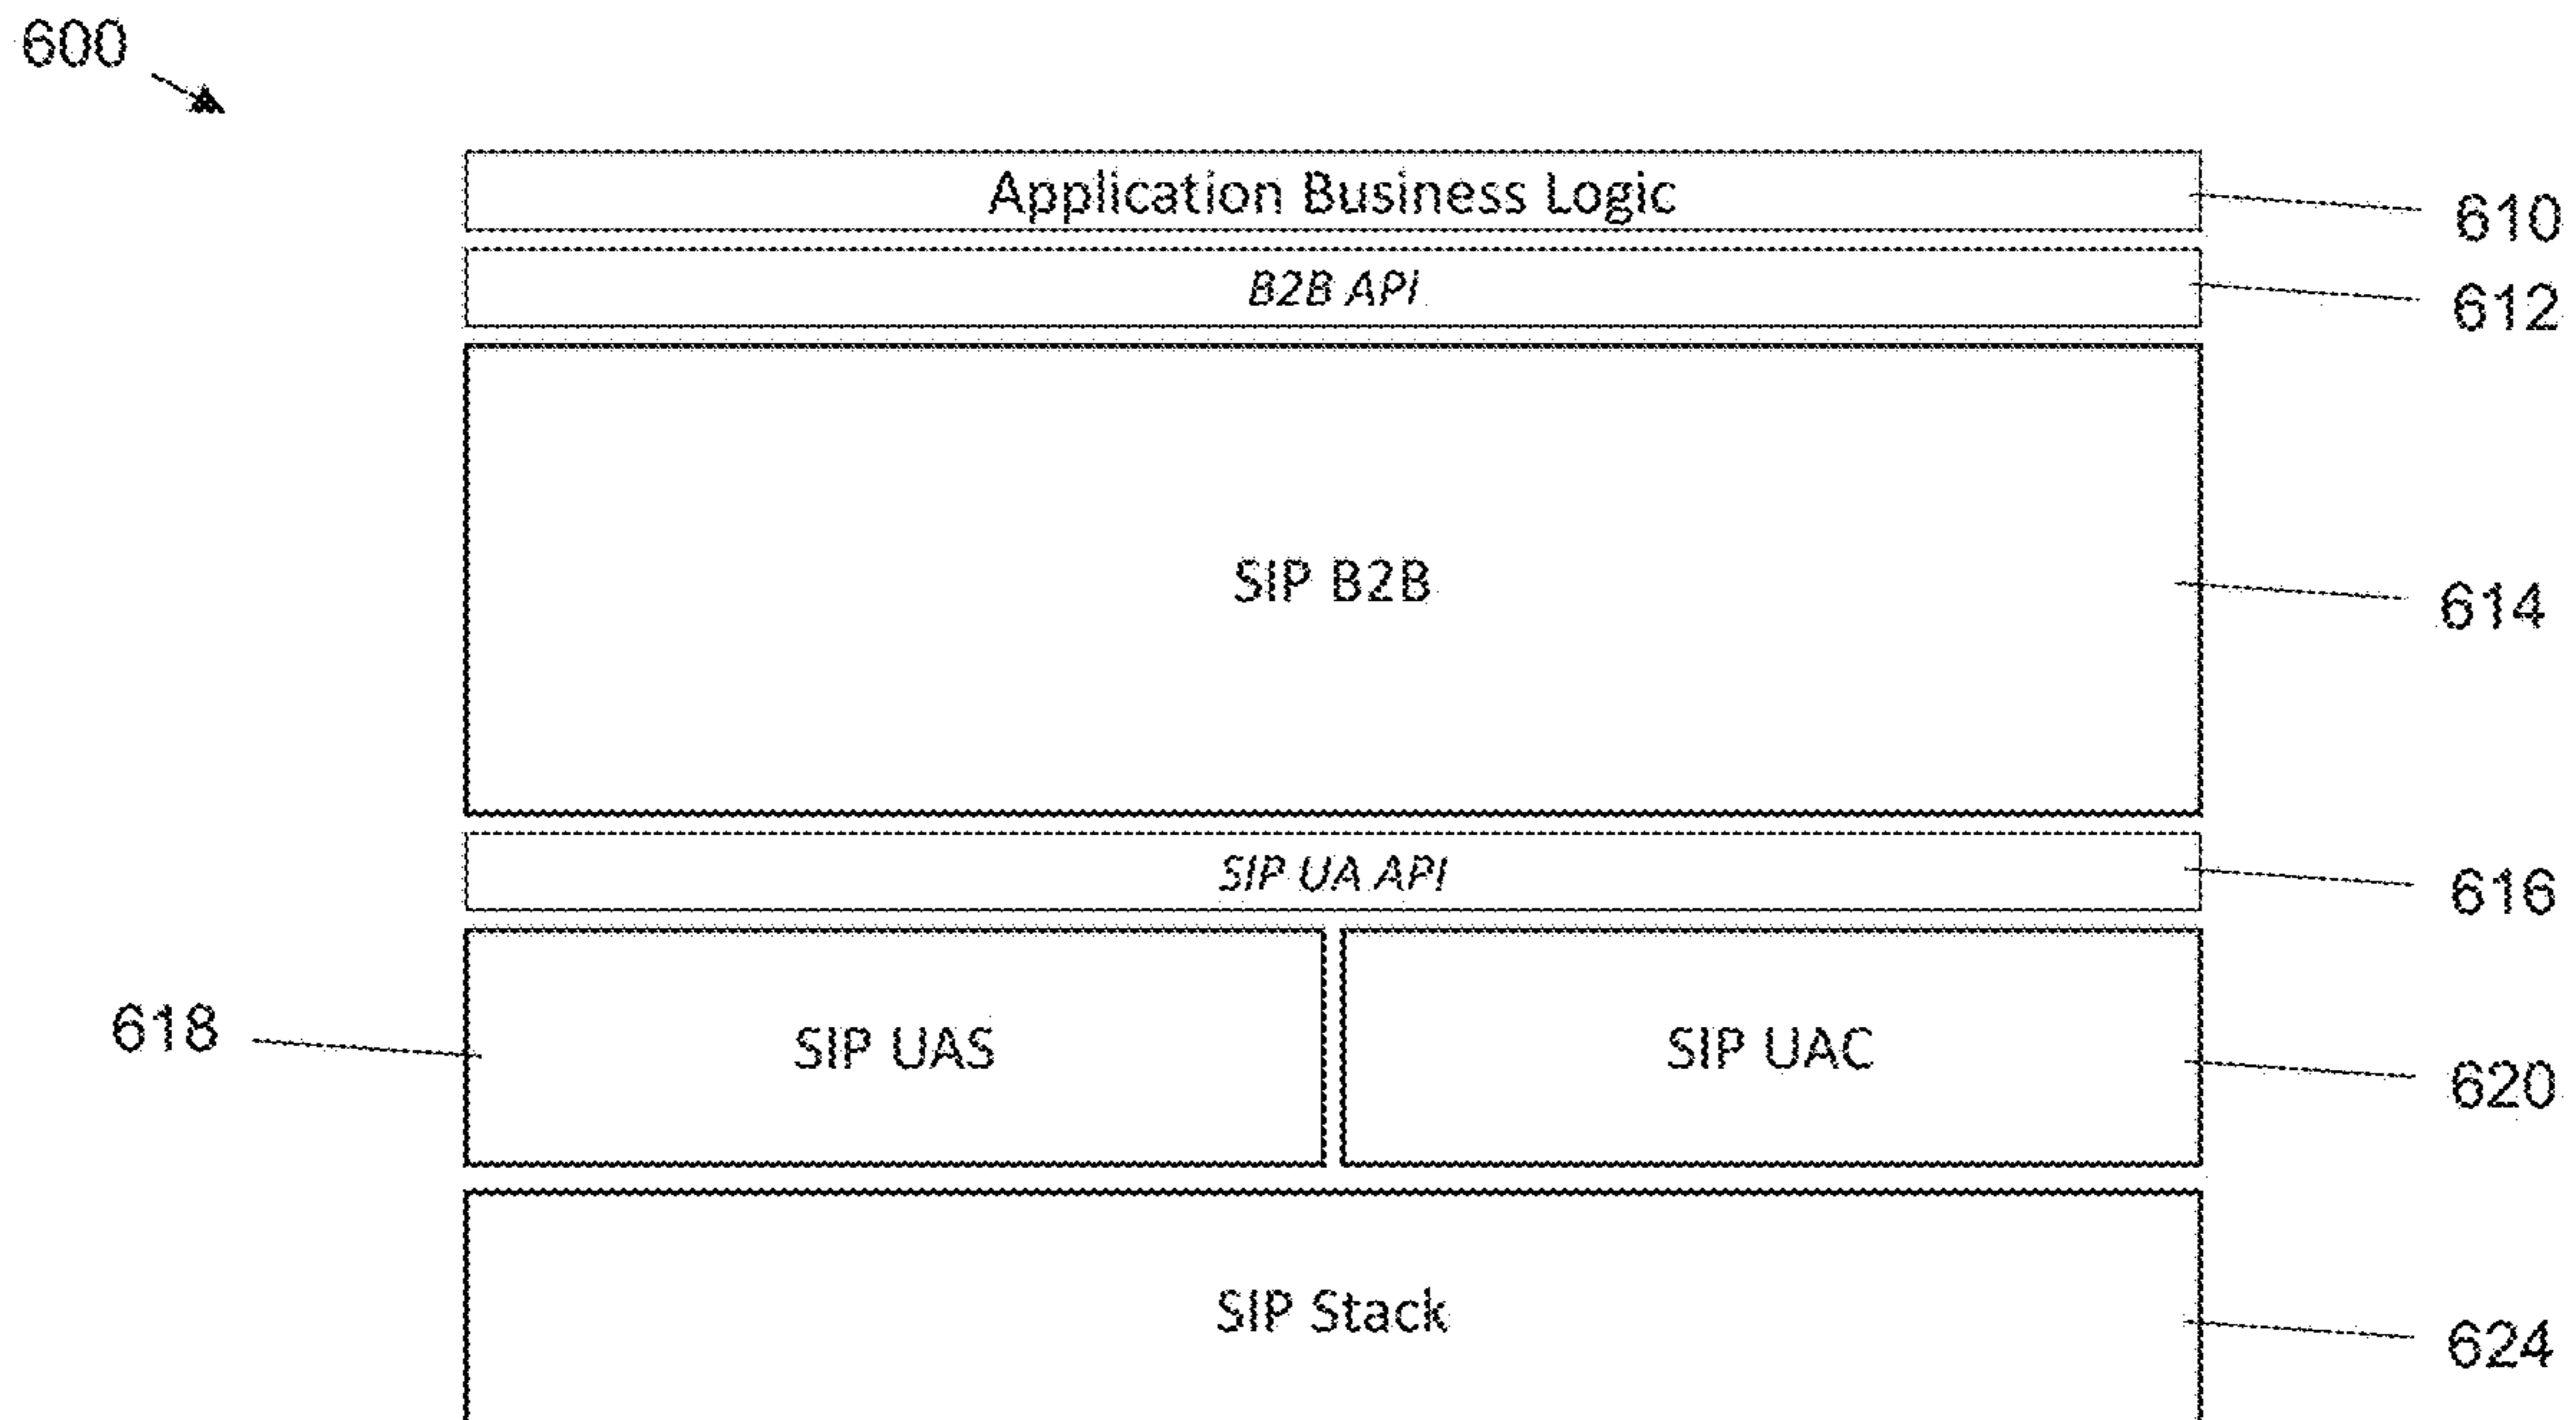 600
Application Business Logic
610
B2B API
612
SIP B2B
614
SIP UA API
616
618
SIP UAS
SIP UAC
620
SIP Stack
624